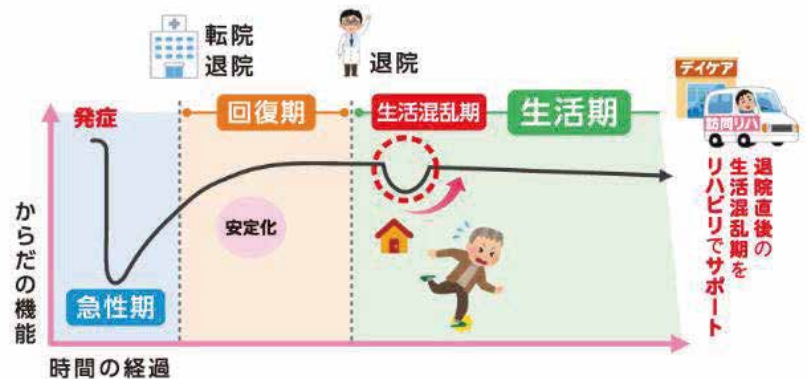 転院
退院
退院
デイケア
訪問リハ
発症
回復期
生活混乱期
生活期
安定化
急性期
からだの機能
時間の経過
退院直後の
生活混乱期を
リハビリでサポート